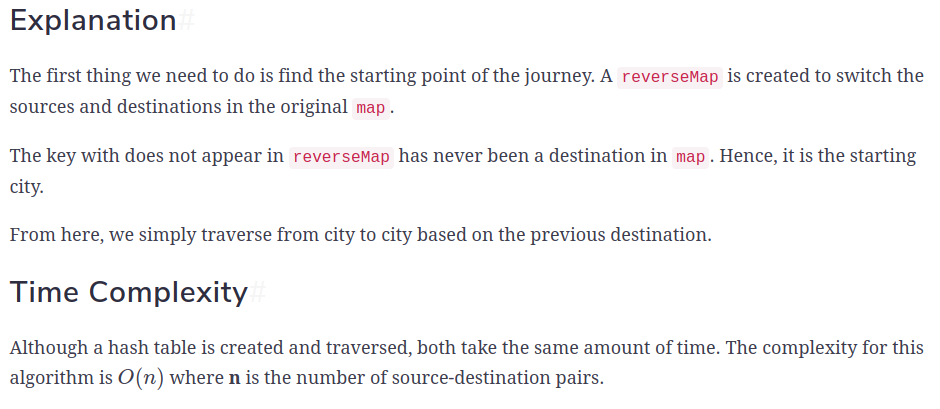 Explanation#
The first thing we need to do is find the starting point of the journey. A reverseMap is created to switch the
sources and destinations in the original map.
The key with does not appear in reverseMap has never been a destination in map. Hence, it is the starting
city.
From here, we simply traverse from city to city based on the previous destination.
Time Complexity#
Although a hash table is created and traversed, both take the same amount of time. The complexity for this
algorithm is O(n) where n is the number of source-destination pairs.